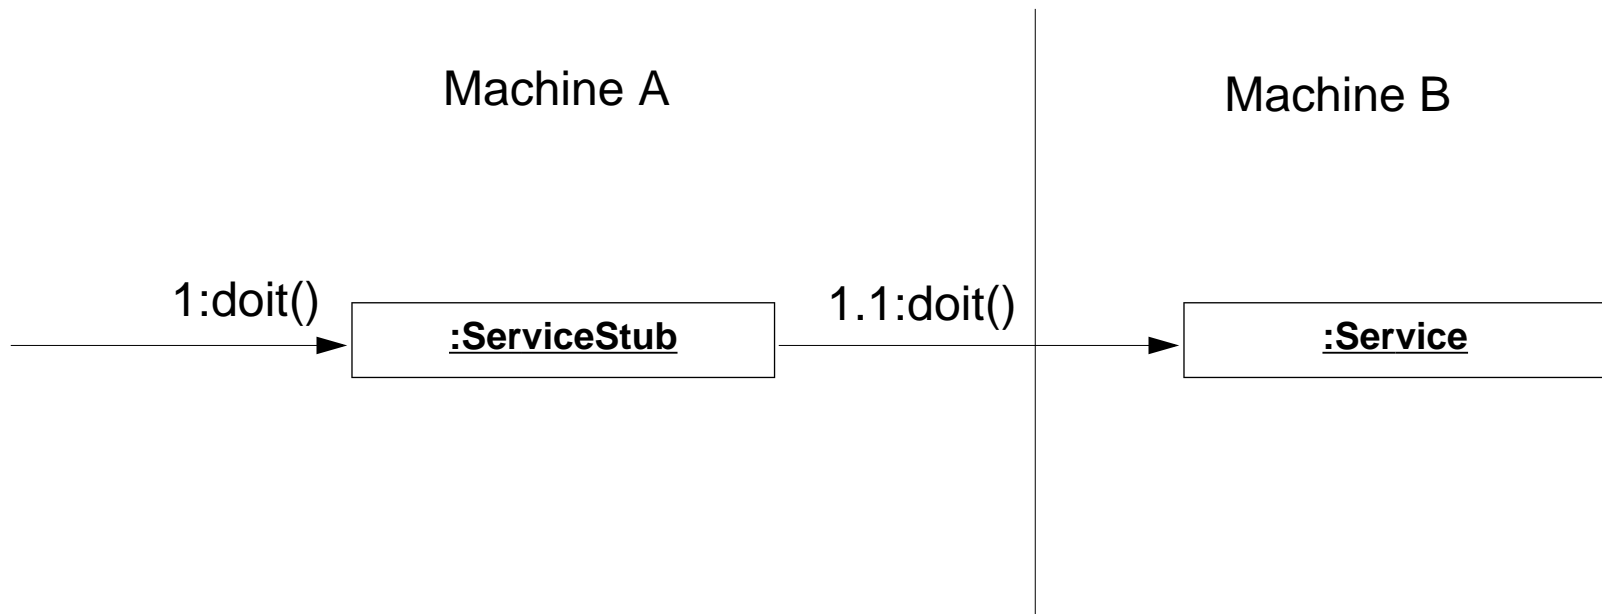 Machine A
Machine B
1:doit()
:ServiceStub
1.1:doit()
:Service